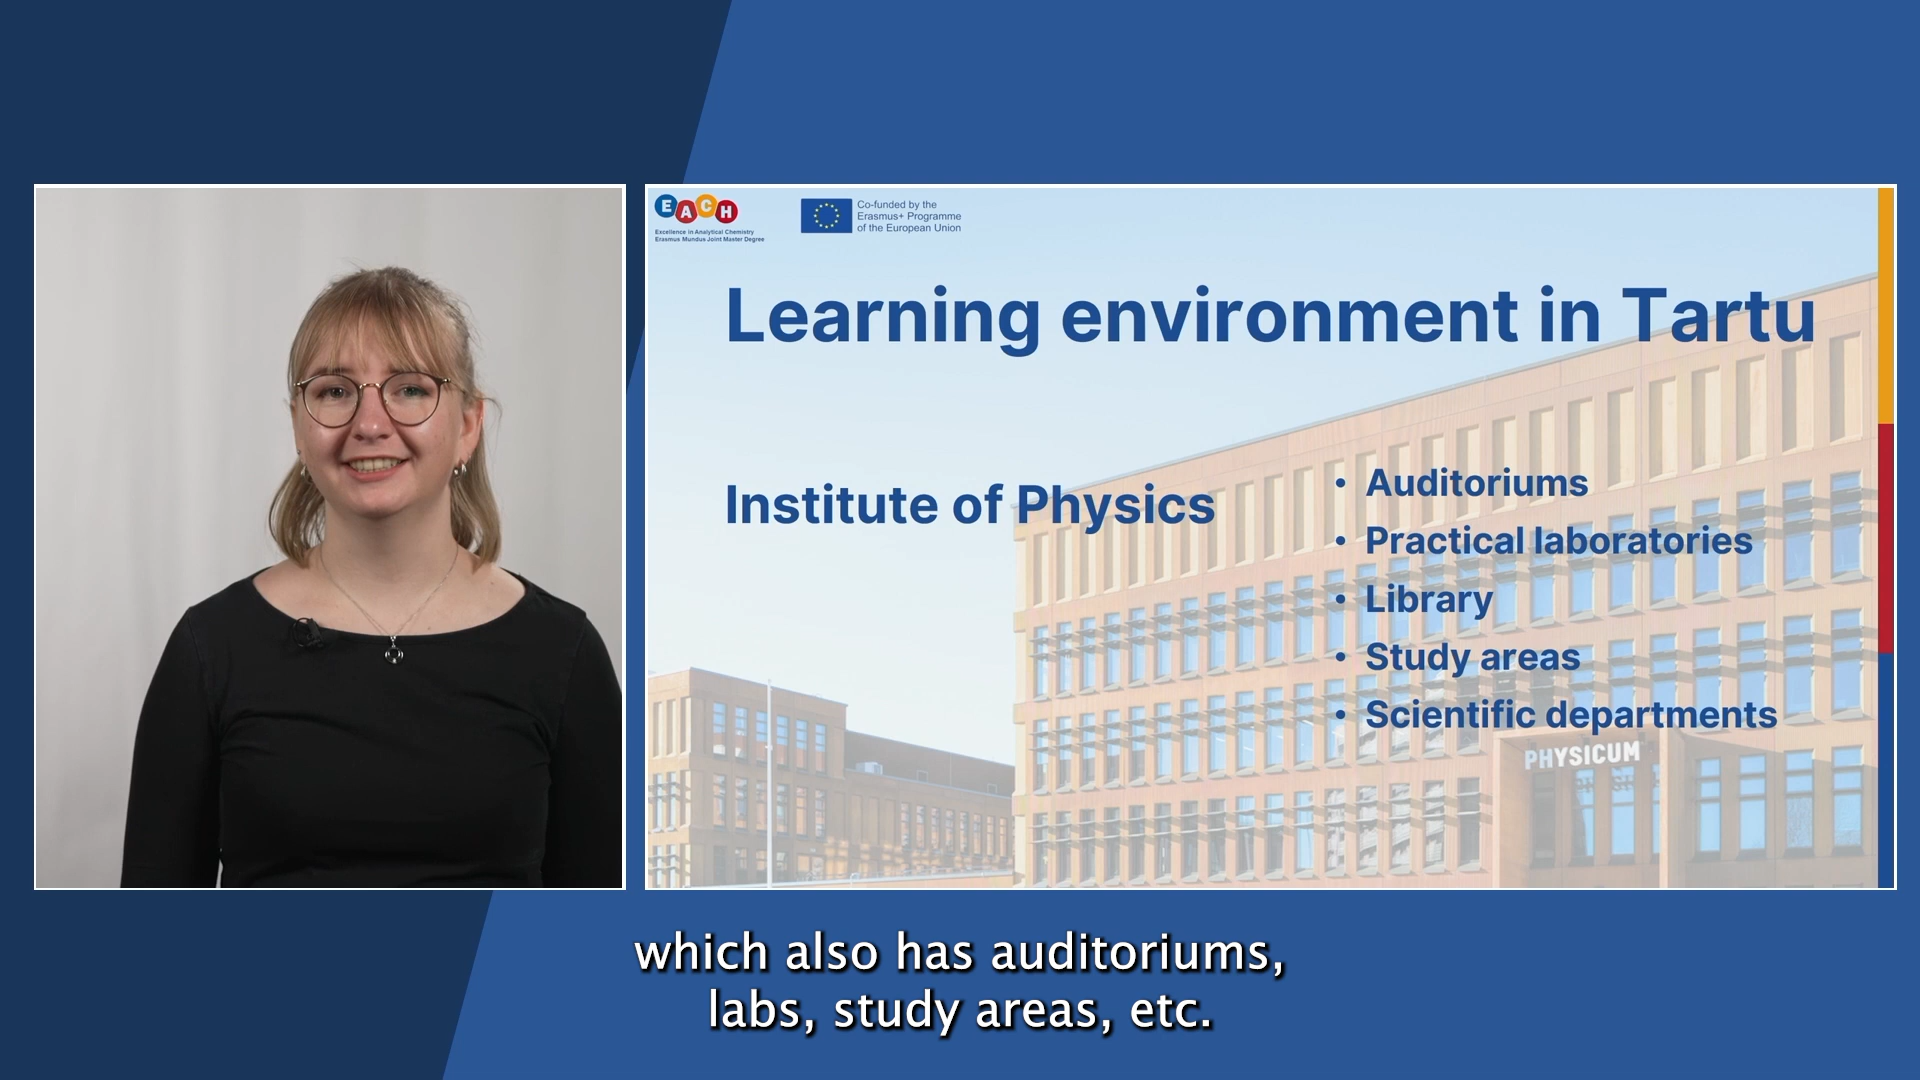 E A C H
Excellence in Analytical Chemistry
Erasmus Mundus Joint Master Degree
Co-funded by the
Erasmus+ Programme
of the European Union
Learning environment in Tartu
Institute of Physics
• Auditoriums
• Practical laboratories
• Library
• Study areas
• Scientific departments
PHYSICUM
which also has auditoriums,
labs, study areas, etc.